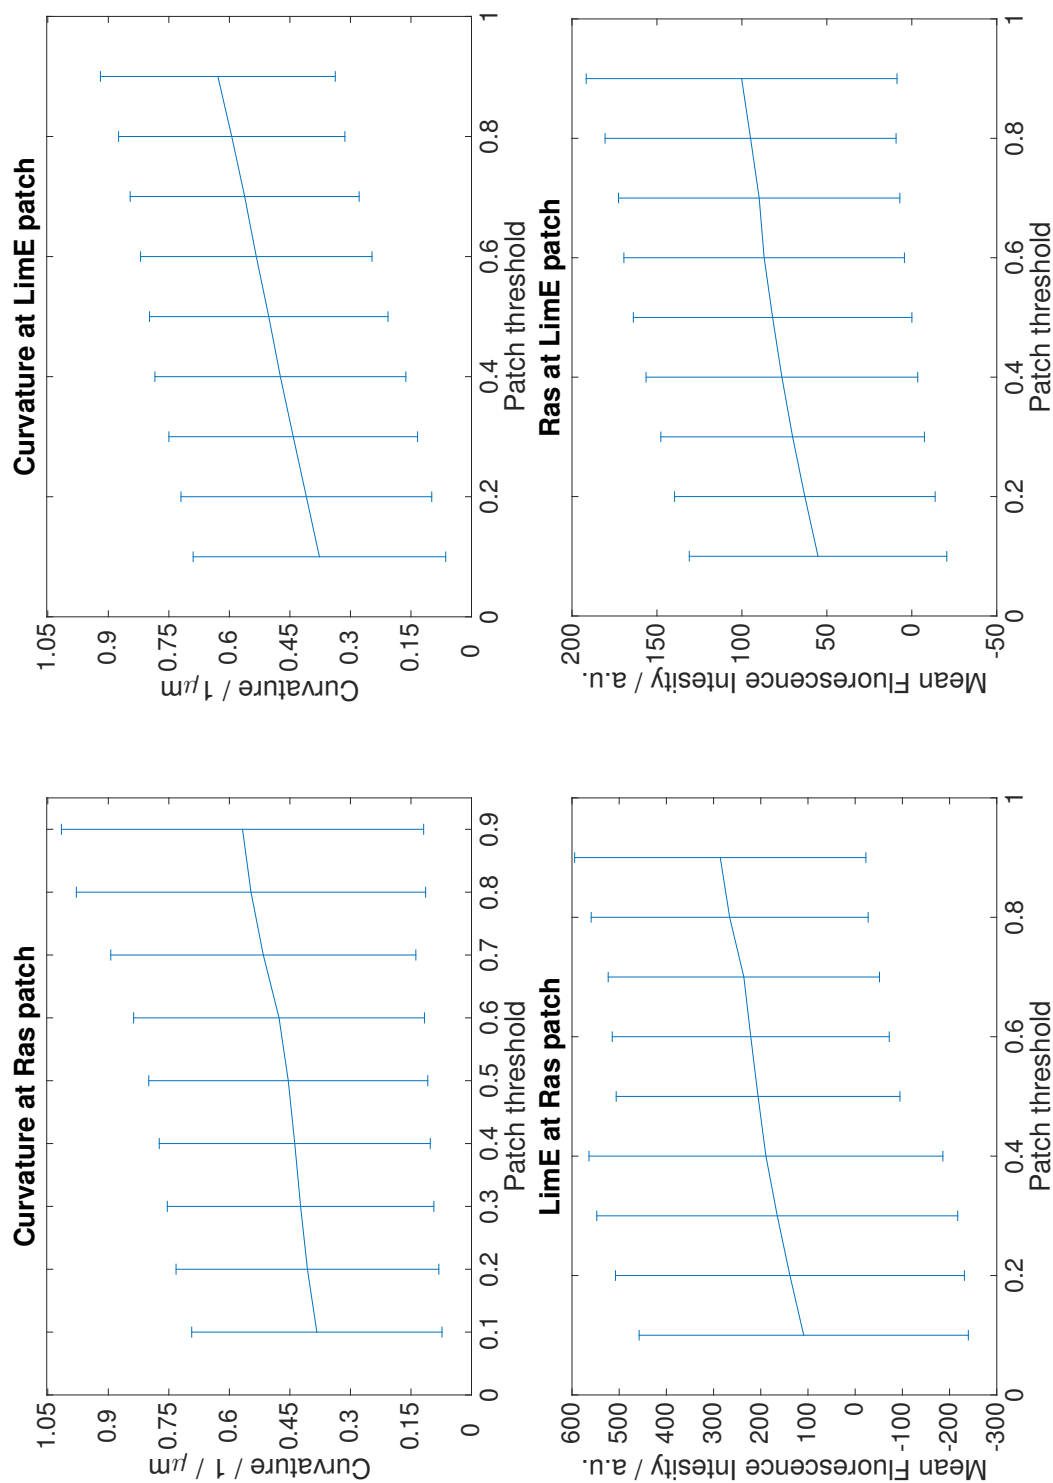 Curvature at Ras patch
1.05
0.9
0.75
0.6
0.45
0.3
0.15
0
Curvature / 1 / μm
0 0.1 0.2 0.3 0.4 0.5 0.6 0.7 0.8 0.9
Patch threshold
Curvature at LimE patch
1.05
0.9
0.75
0.6
0.45
0.3
0.15
0
Curvature / 1μm
0 0.2 0.4 0.6 0.8 1
Patch threshold
LimE at Ras patch
600
500
400
300
200
100
0
-100
-200
-300
Mean Fluorescence Intesity / a.u.
0 0.2 0.4 0.6 0.8 1
Patch threshold
Ras at LimE patch
200
150
100
50
0
-50
Mean Fluorescence Intesity / a.u.
0 0.2 0.4 0.6 0.8 1
Patch threshold